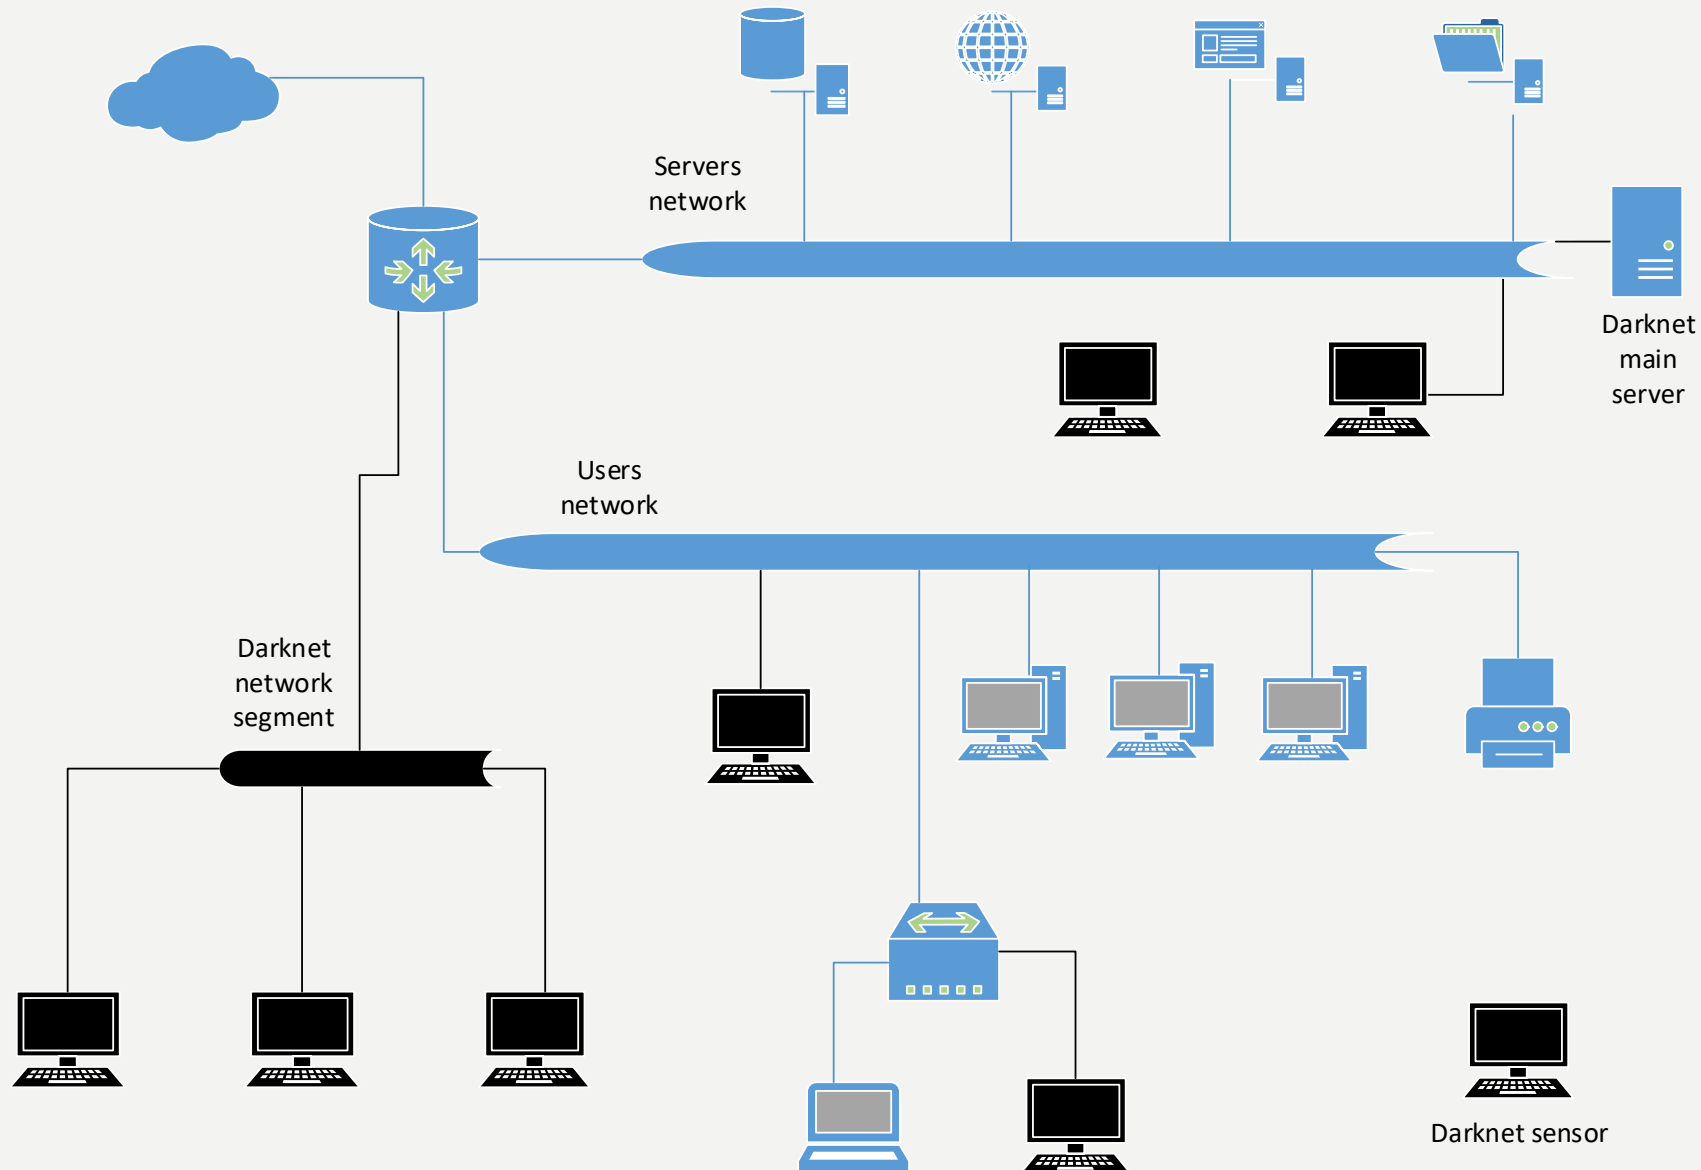 Servers
network
Darknet
main
server
Users
network
Darknet
network
segment
Darknet sensor